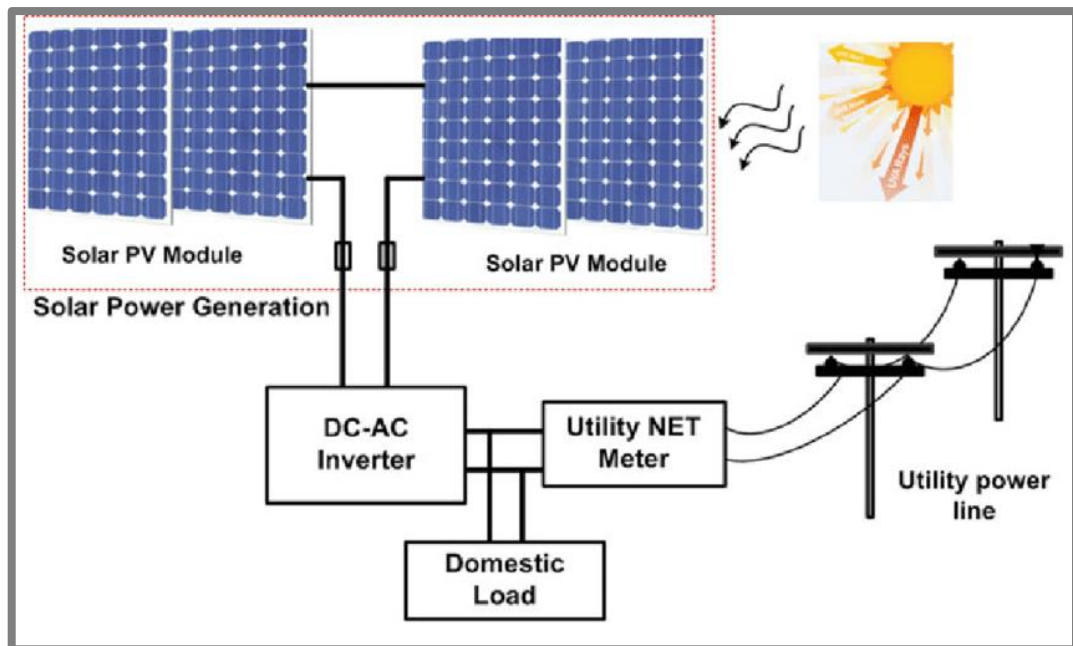 Solar PV Module
Solar PV Module
Solar Power Generation
DC-AC
Inverter
Utility NET
Meter
Utility power
line
Domestic
Load